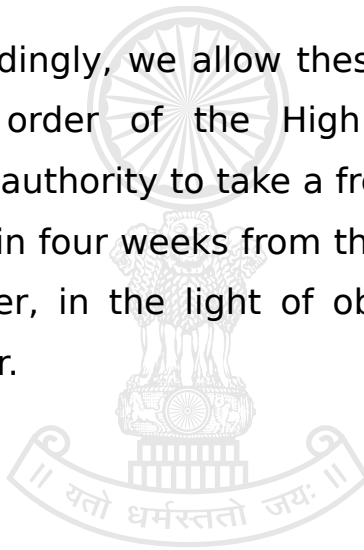 dingly, we allow thes
order of the High
authority to take a fre
in four weeks from th
er, in the light of ob
r.
॥ यतो धर्मस्ततो जयः ॥